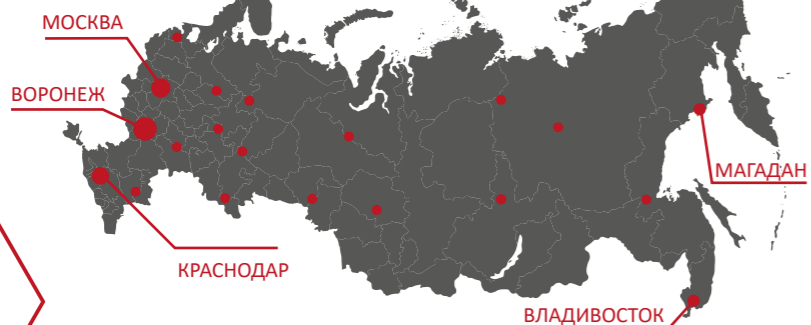 МОСКВА
ВОРОНЕЖ
МАГАДАН
КРАСНОДАР
ВЛАДИВОСТОК